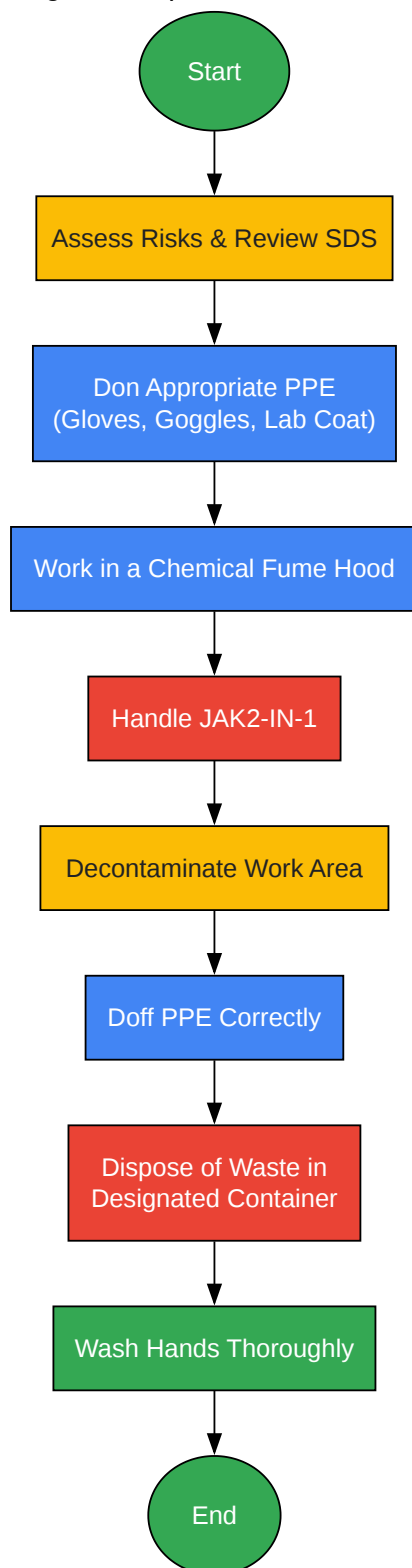 Start
Assess Risks & Review SDS
Don Appropriate PPE
(Gloves, Goggles, Lab Coat)
Work in a Chemical Fume Hood
Handle JAK2-IN-1
Decontaminate Work Area
Doff PPE Correctly
Dispose of Waste in
Designated Container
Wash Hands Thoroughly
End